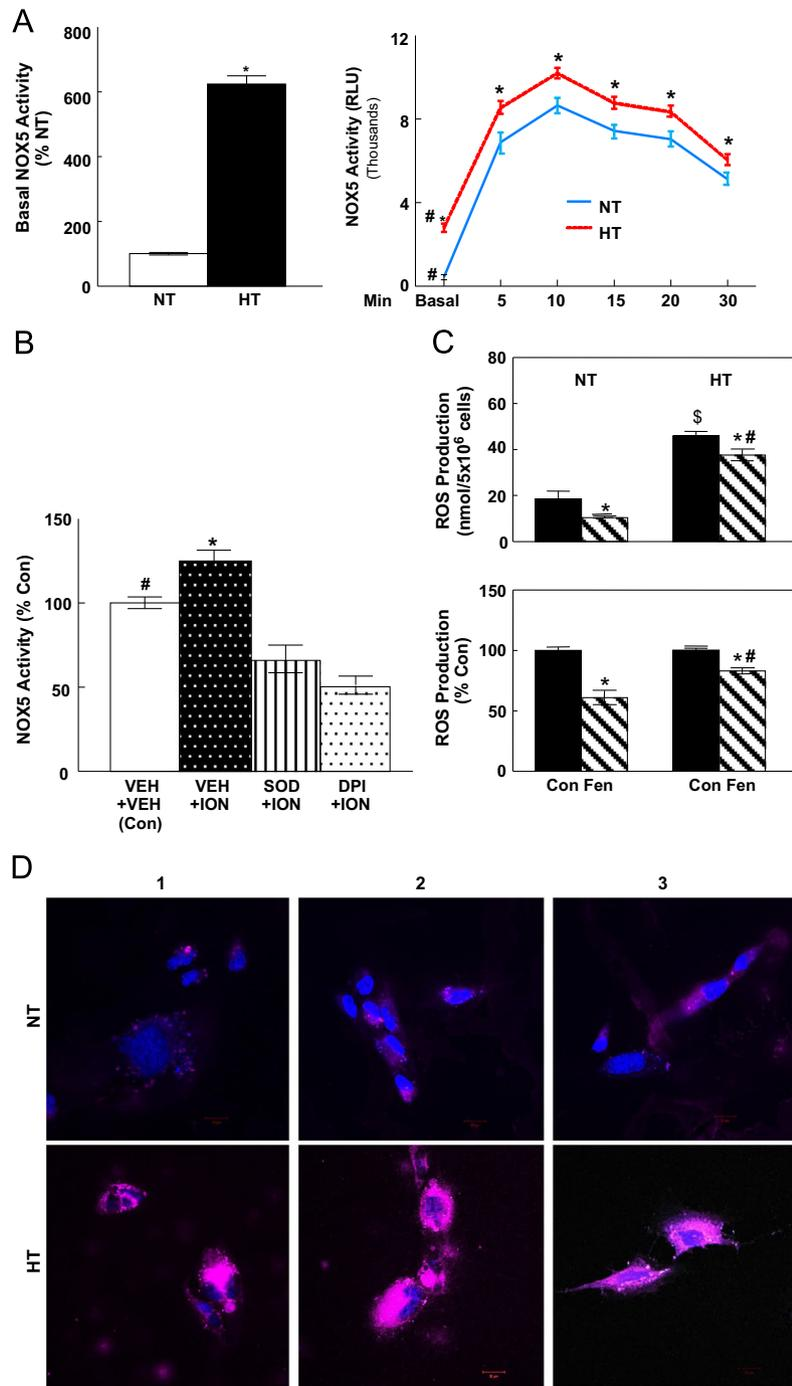 A
Basal NOX5 Activity
(% NT)
800
600
400
200
0
*
NT
HT
NOX5 Activity (RLU)
(Thousands)
12
8
4
0
*
*
*
*
*
# *
#
NT
HT
Min
Basal
5
10
15
20
30
B
NOX5 Activity (% Con)
150
100
50
0
#
*
VEH
+VEH
(Con)
VEH
+ION
SOD
+ION
DPI
+ION
C
ROS Production
(nmol/5x10⁶ cells)
80
60
40
20
0
NT
HT
*
$
*#
ROS Production
(% Con)
150
100
50
0
*
*#
Con Fen
Con Fen
D
1
2
3
NT
HT